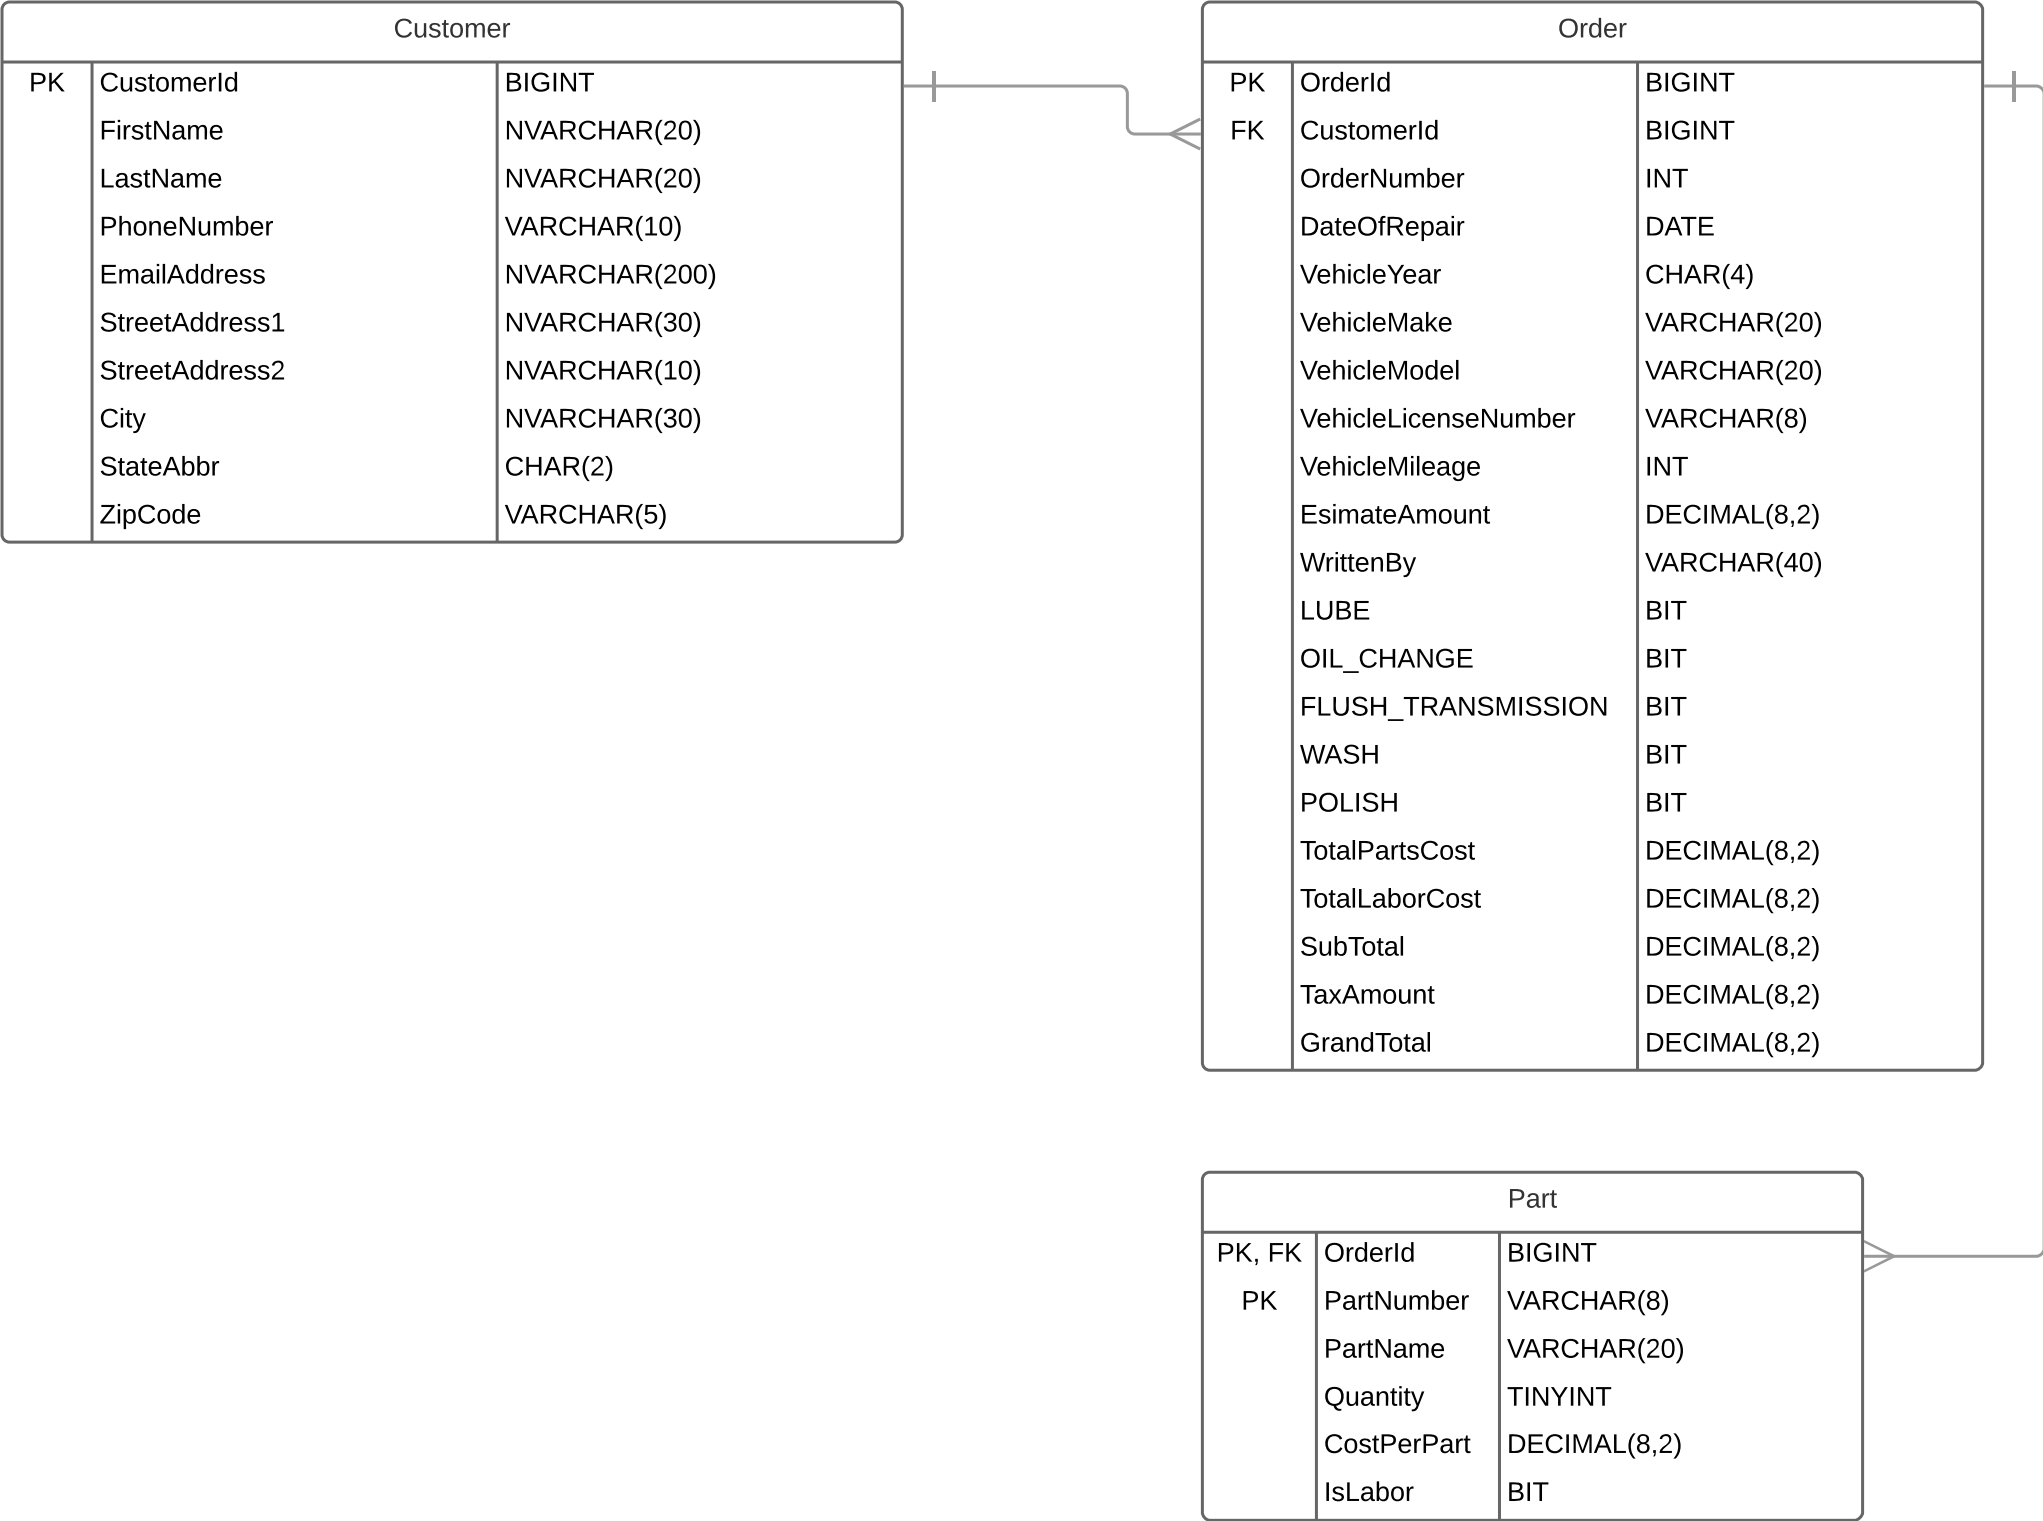 Customer
PK CustomerId BIGINT
FirstName NVARCHAR(20)
LastName NVARCHAR(20)
PhoneNumber VARCHAR(10)
EmailAddress NVARCHAR(200)
StreetAddress1 NVARCHAR(30)
StreetAddress2 NVARCHAR(10)
City NVARCHAR(30)
StateAbbr CHAR(2)
ZipCode VARCHAR(5)
Order
PK OrderId BIGINT
FK CustomerId BIGINT
OrderNumber INT
DateOfRepair DATE
VehicleYear CHAR(4)
VehicleMake VARCHAR(20)
VehicleModel VARCHAR(20)
VehicleLicenseNumber VARCHAR(8)
VehicleMileage INT
EsimateAmount DECIMAL(8,2)
WrittenBy VARCHAR(40)
LUBE BIT
OIL_CHANGE BIT
FLUSH_TRANSMISSION BIT
WASH BIT
POLISH BIT
TotalPartsCost DECIMAL(8,2)
TotalLaborCost DECIMAL(8,2)
SubTotal DECIMAL(8,2)
TaxAmount DECIMAL(8,2)
GrandTotal DECIMAL(8,2)
Part
PK, FK OrderId BIGINT
PK PartNumber VARCHAR(8)
PartName VARCHAR(20)
Quantity TINYINT
CostPerPart DECIMAL(8,2)
IsLabor BIT